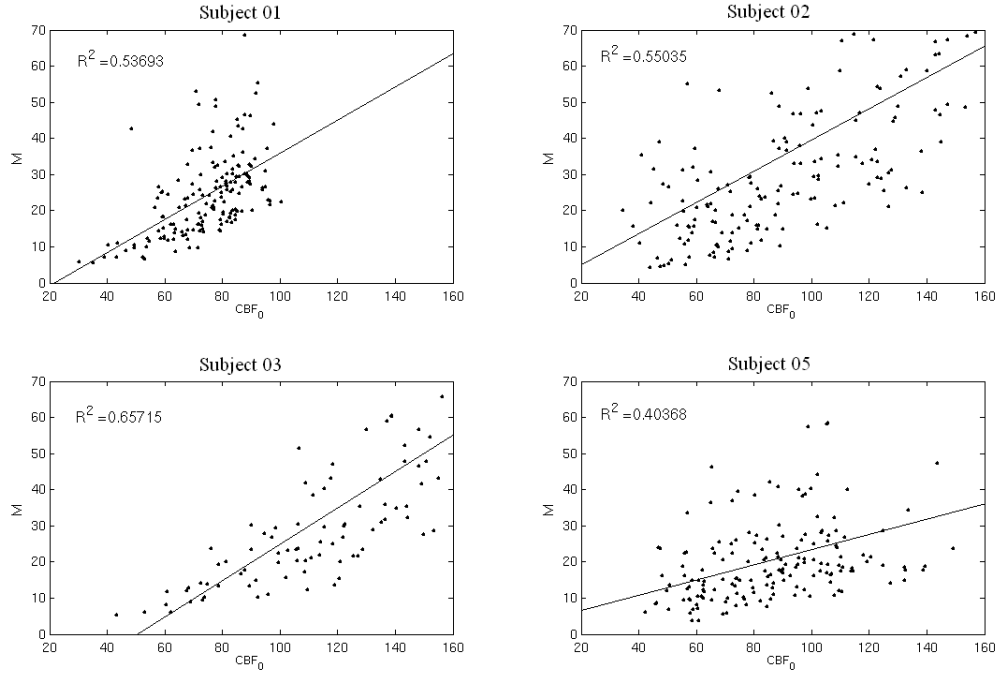 Subject 01
R² =0.53693
M
70
60
50
40
30
20
10
0
20 40 60 80 100 120 140 160
CBF₀
Subject 02
R² =0.55035
M
70
60
50
40
30
20
10
0
20 40 60 80 100 120 140 160
CBF₀
Subject 03
R² =0.65715
M
70
60
50
40
30
20
10
0
20 40 60 80 100 120 140 160
CBF₀
Subject 05
R² =0.40368
M
70
60
50
40
30
20
10
0
20 40 60 80 100 120 140 160
CBF₀